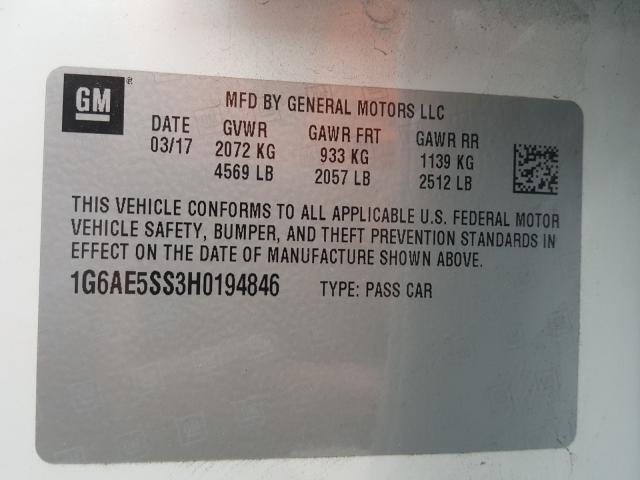 GM ®
MFD BY GENERAL MOTORS LLC
DATE GVWR GAWR FRT GAWR RR
03/17 2072 KG 933 KG 1139 KG
4569 LB 2057 LB 2512 LB
THIS VEHICLE CONFORMS TO ALL APPLICABLE U.S. FEDERAL MOTOR
VEHICLE SAFETY, BUMPER, AND THEFT PREVENTION STANDARDS IN
EFFECT ON THE DATE OF MANUFACTURE SHOWN ABOVE.
1G6AE5SS3H0194846 TYPE: PASS CAR